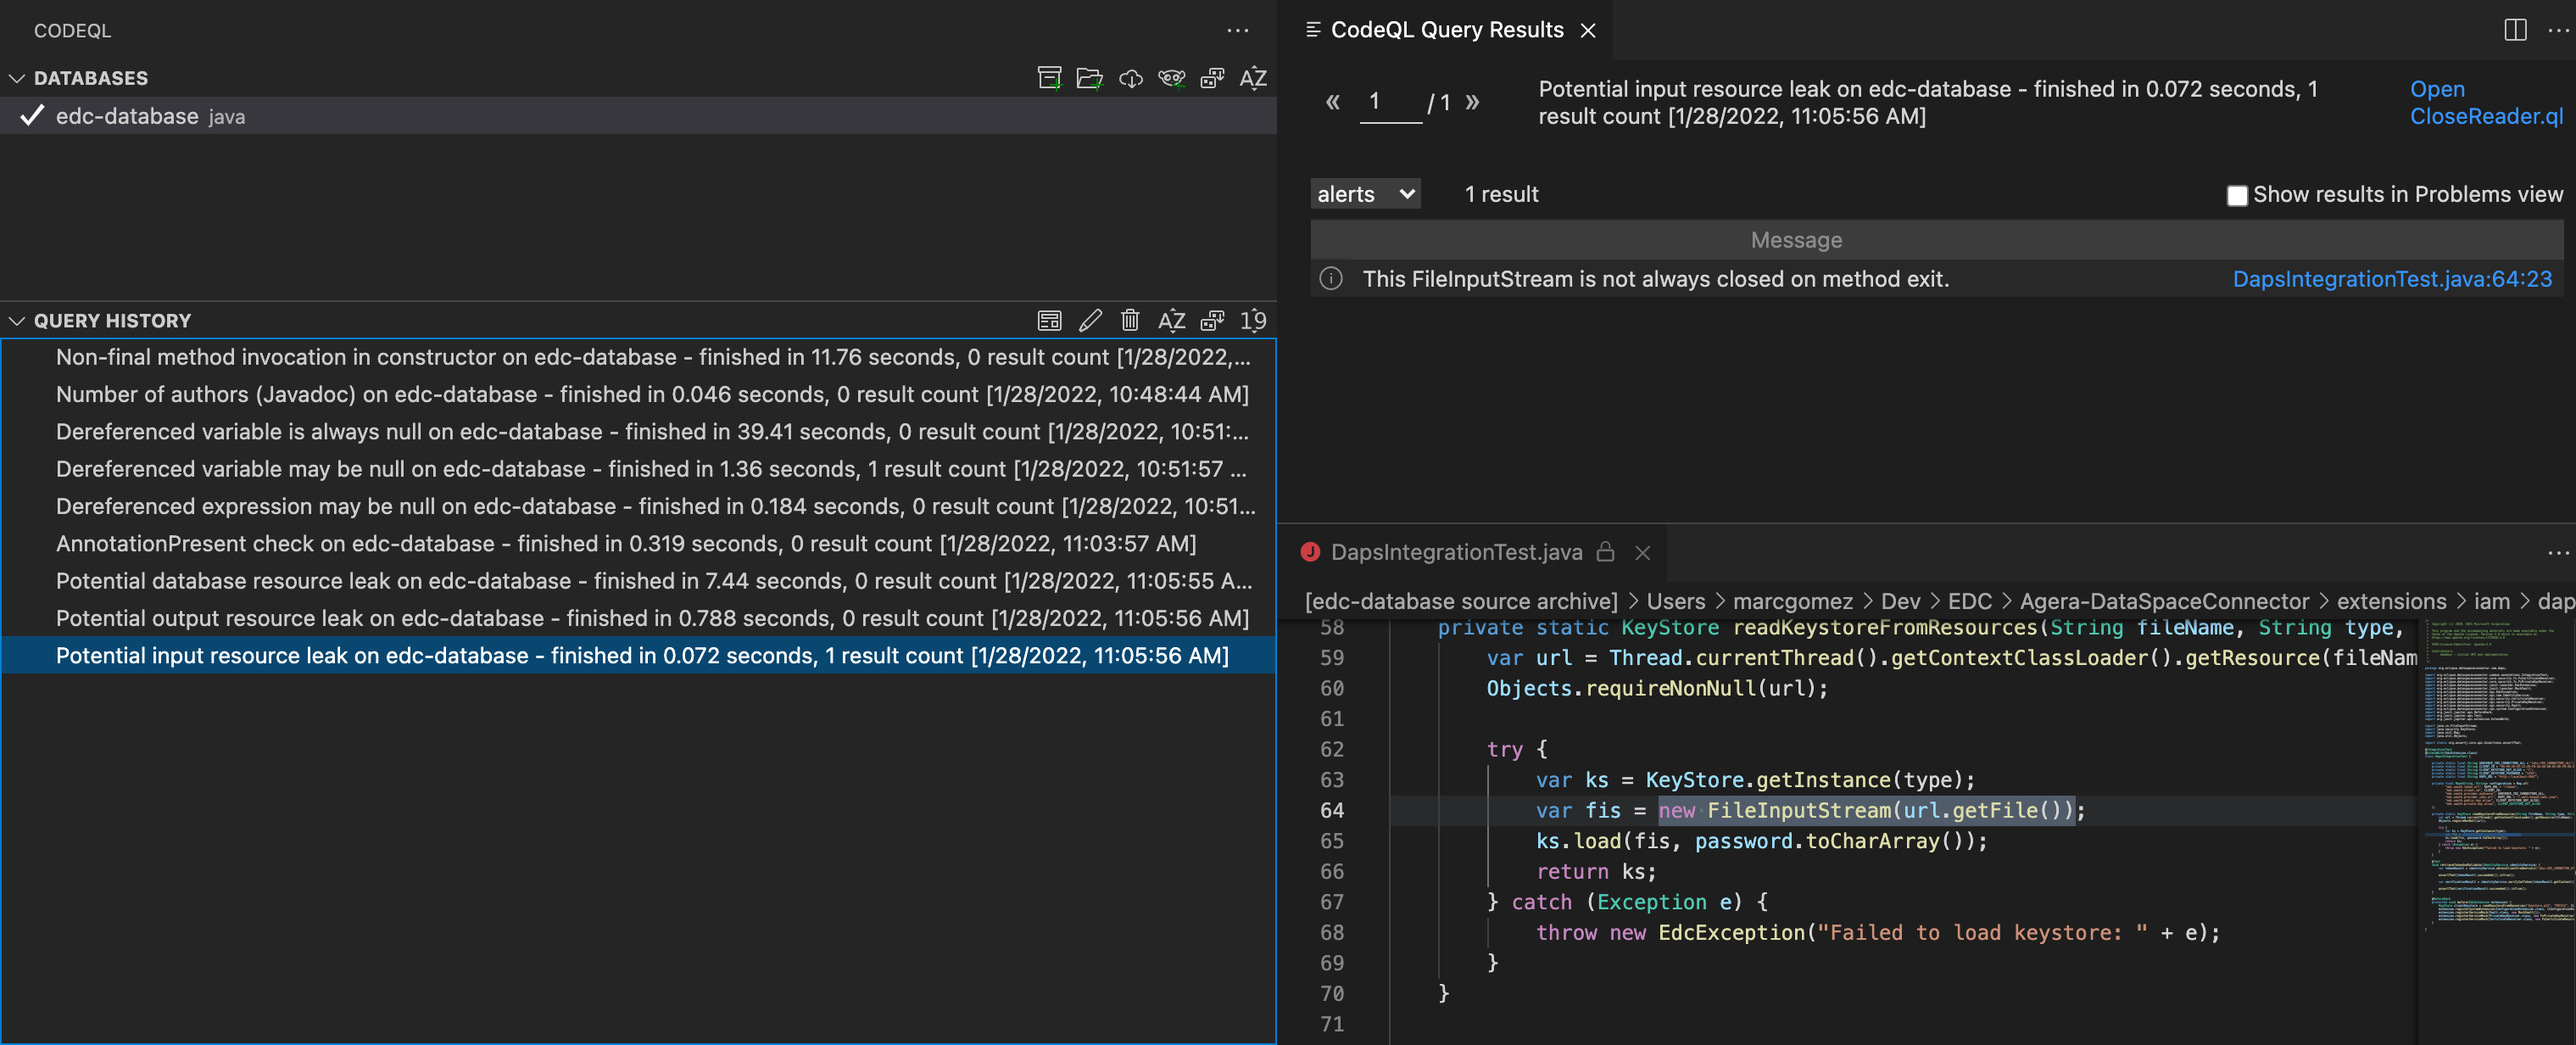 CODEQL
DATABASES
edc-database java
QUERY HISTORY
Non-final method invocation in constructor on edc-database - finished in 11.76 seconds, 0 result count [1/28/2022,...
Number of authors (Javadoc) on edc-database - finished in 0.046 seconds, 0 result count [1/28/2022, 10:48:44 AM]
Dereferenced variable is always null on edc-database - finished in 39.41 seconds, 0 result count [1/28/2022, 10:51:...
Dereferenced variable may be null on edc-database - finished in 1.36 seconds, 1 result count [1/28/2022, 10:51:57 ...
Dereferenced expression may be null on edc-database - finished in 0.184 seconds, 0 result count [1/28/2022, 10:51...
AnnotationPresent check on edc-database - finished in 0.319 seconds, 0 result count [1/28/2022, 11:03:57 AM]
Potential database resource leak on edc-database - finished in 7.44 seconds, 0 result count [1/28/2022, 11:05:55 A...
Potential output resource leak on edc-database - finished in 0.788 seconds, 0 result count [1/28/2022, 11:05:56 AM]
Potential input resource leak on edc-database - finished in 0.072 seconds, 1 result count [1/28/2022, 11:05:56 AM]
CodeQL Query Results
« 1 / 1 »
Potential input resource leak on edc-database - finished in 0.072 seconds, 1
result count [1/28/2022, 11:05:56 AM]
Open
CloseReader.ql
alerts 1 result Show results in Problems view
Message
This FileInputStream is not always closed on method exit. DapsIntegrationTest.java:64:23
J DapsIntegrationTest.java
[edc-database source archive] > Users > marcgomez > Dev > EDC > Agera-DataSpaceConnector > extensions > iam > dap
58 private static KeyStore readKeystoreFromResources(String fileName, String type,
59 var url = Thread.currentThread().getContextClassLoader().getResource(fileNam
60 Objects.requireNonNull(url);
61
62 try {
63 var ks = KeyStore.getInstance(type);
64 var fis = new FileInputStream(url.getFile());
65 ks.load(fis, password.toCharArray());
66 return ks;
67 } catch (Exception e) {
68 throw new EdcException("Failed to load keystore: " + e);
69 }
70 }
71